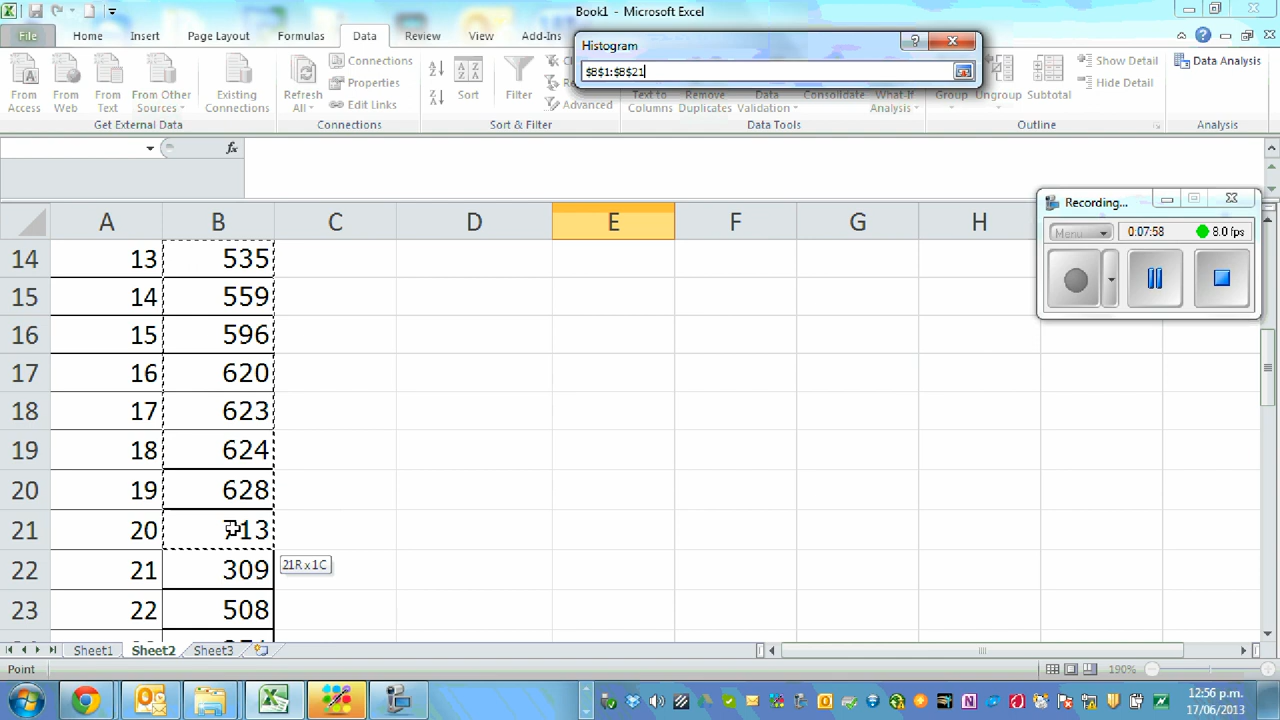 Book1 - Microsoft Excel
File Home Insert Page Layout Formulas Data Review View Add-Ins
Histogram
$B$1:$B$21
From Access
From Web
From Text
From Other Sources
Existing Connections
Get External Data
Refresh All
Connections
Properties
Edit Links
Connections
Sort
Filter
Advanced
Sort & Filter
Text to Columns
Remove Duplicates
Data Validation
Consolidate
What-If Analysis
Data Tools
Group
Ungroup
Subtotal
Show Detail
Hide Detail
Outline
Data Analysis
Analysis
fx
Recording...
Menu
0:07:58
8.0 fps
A B C D E F G H
14 13 535
15 14 559
16 15 596
17 16 620
18 17 623
19 18 624
20 19 628
21 20 13
22 21 309
23 22 508
21R x 1C
Sheet1 Sheet2 Sheet3
Point
190%
12:56 p.m.
17/06/2013